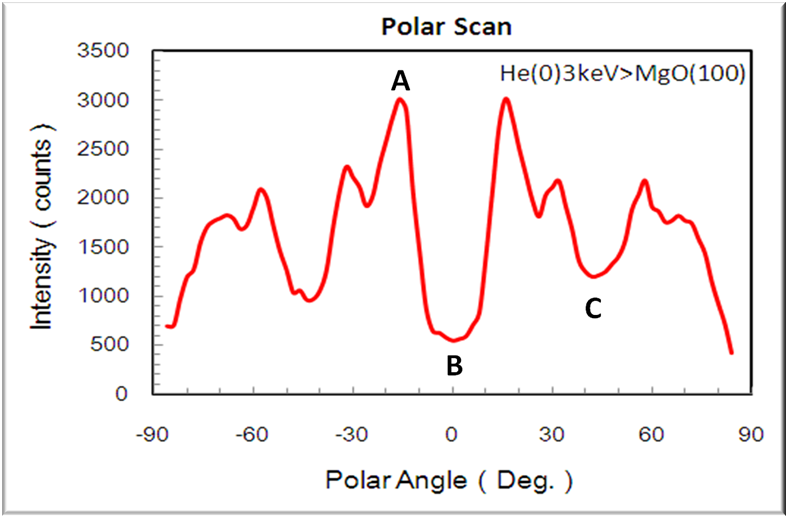 Polar Scan
He(0)3keV>MgO(100)
Intensity ( counts )
3500
3000
2500
2000
1500
1000
500
0
A
B
C
-90 -60 -30 0 30 60 90
Polar Angle ( Deg. )